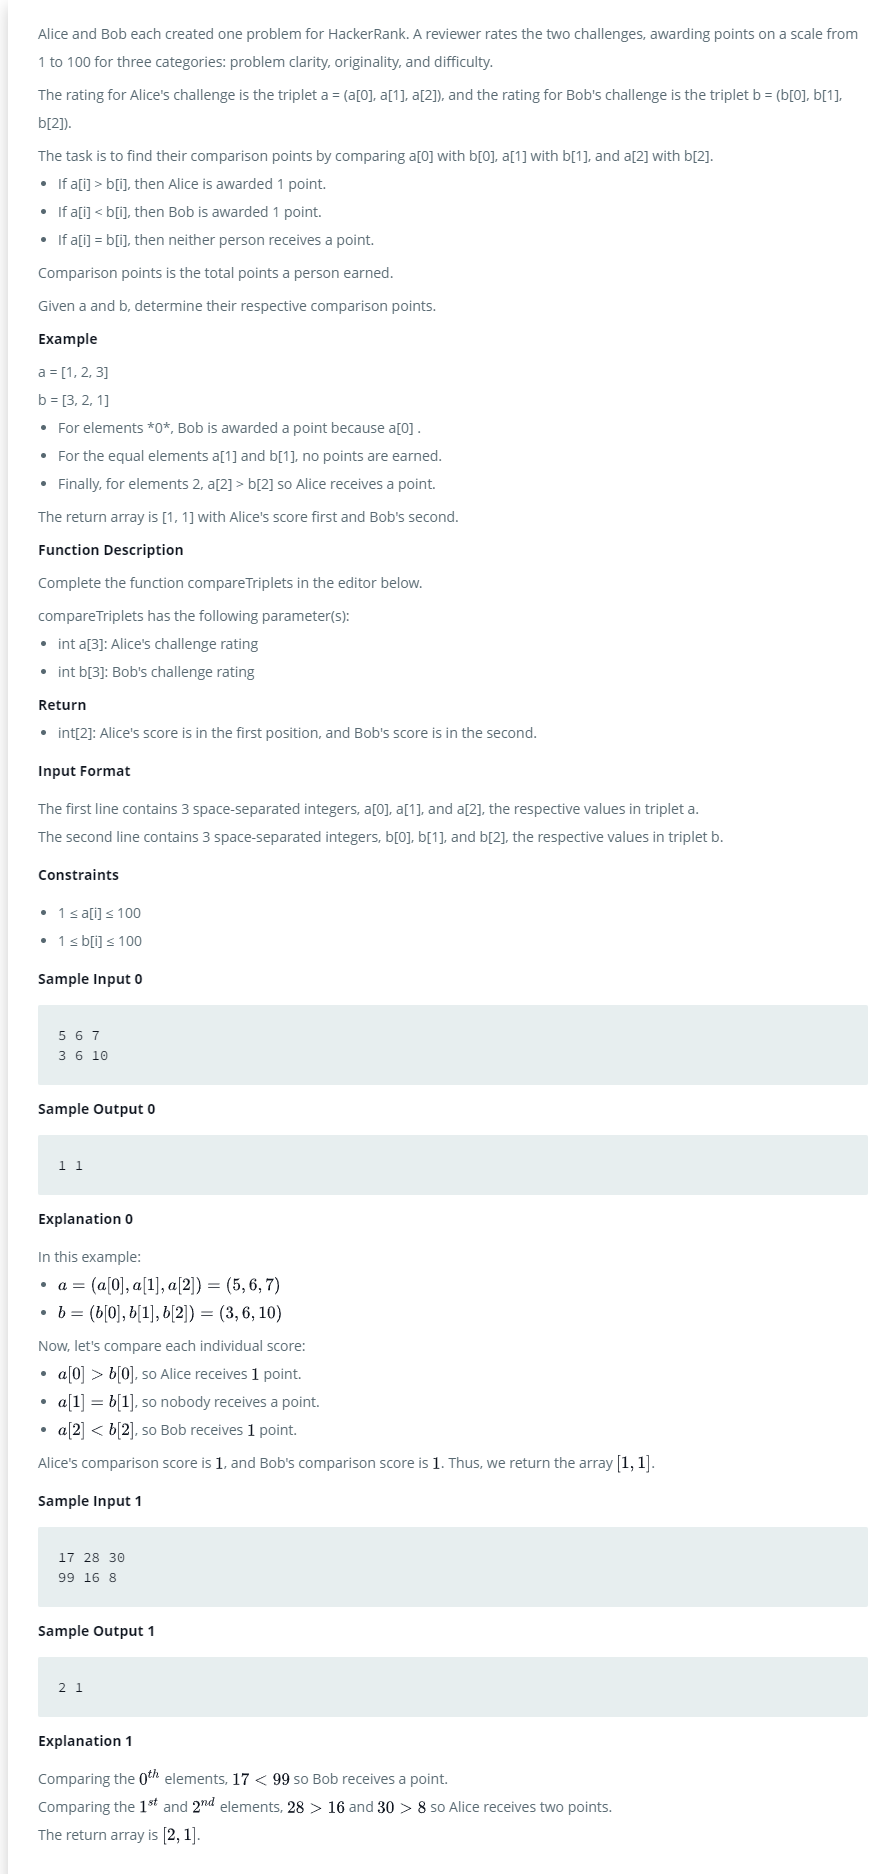 Alice and Bob each created one problem for HackerRank. A reviewer rates the two challenges, awarding points on a scale from
1 to 100 for three categories: problem clarity, originality, and difficulty.
The rating for Alice's challenge is the triplet a = (a[0], a[1], a[2]), and the rating for Bob's challenge is the triplet b = (b[0], b[1],
b[2]).
The task is to find their comparison points by comparing a[0] with b[0], a[1] with b[1], and a[2] with b[2].
• If a[i] > b[i], then Alice is awarded 1 point.
• If a[i] < b[i], then Bob is awarded 1 point.
• If a[i] = b[i], then neither person receives a point.
Comparison points is the total points a person earned.
Given a and b, determine their respective comparison points.
Example
a = [1, 2, 3]
b = [3, 2, 1]
• For elements *0*, Bob is awarded a point because a[0] .
• For the equal elements a[1] and b[1], no points are earned.
• Finally, for elements 2, a[2] > b[2] so Alice receives a point.
The return array is [1, 1] with Alice's score first and Bob's second.
Function Description
Complete the function compareTriplets in the editor below.
compareTriplets has the following parameter(s):
• int a[3]: Alice's challenge rating
• int b[3]: Bob's challenge rating
Return
• int[2]: Alice's score is in the first position, and Bob's score is in the second.
Input Format
The first line contains 3 space-separated integers, a[0], a[1], and a[2], the respective values in triplet a.
The second line contains 3 space-separated integers, b[0], b[1], and b[2], the respective values in triplet b.
Constraints
• 1 ≤ a[i] ≤ 100
• 1 ≤ b[i] ≤ 100
Sample Input 0
5 6 7
3 6 10
Sample Output 0
1 1
Explanation 0
In this example:
• a = (a[0], a[1], a[2]) = (5, 6, 7)
• b = (b[0], b[1], b[2]) = (3, 6, 10)
Now, let's compare each individual score:
• a[0] > b[0], so Alice receives 1 point.
• a[1] = b[1], so nobody receives a point.
• a[2] < b[2], so Bob receives 1 point.
Alice's comparison score is 1, and Bob's comparison score is 1. Thus, we return the array [1, 1].
Sample Input 1
17 28 30
99 16 8
Sample Output 1
2 1
Explanation 1
Comparing the 0th elements, 17 < 99 so Bob receives a point.
Comparing the 1st and 2nd elements, 28 > 16 and 30 > 8 so Alice receives two points.
The return array is [2, 1].